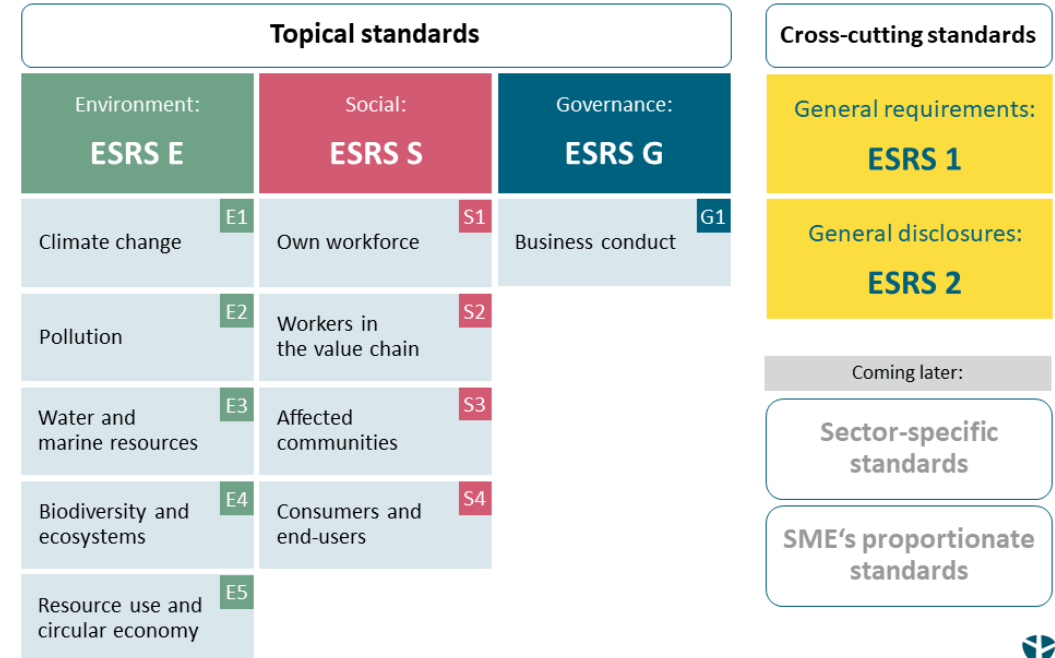 Topical standards
Environment:
ESRS E
E1
Climate change
E2
Pollution
E3
Water and
marine resources
E4
Biodiversity and
ecosystems
E5
Resource use and
circular economy
Social:
ESRS S
S1
Own workforce
S2
Workers in
the value chain
S3
Affected
communities
S4
Consumers and
end-users
Governance:
ESRS G
G1
Business conduct
Cross-cutting standards
General requirements:
ESRS 1
General disclosures:
ESRS 2
Coming later:
Sector-specific
standards
SME‘s proportionate
standards